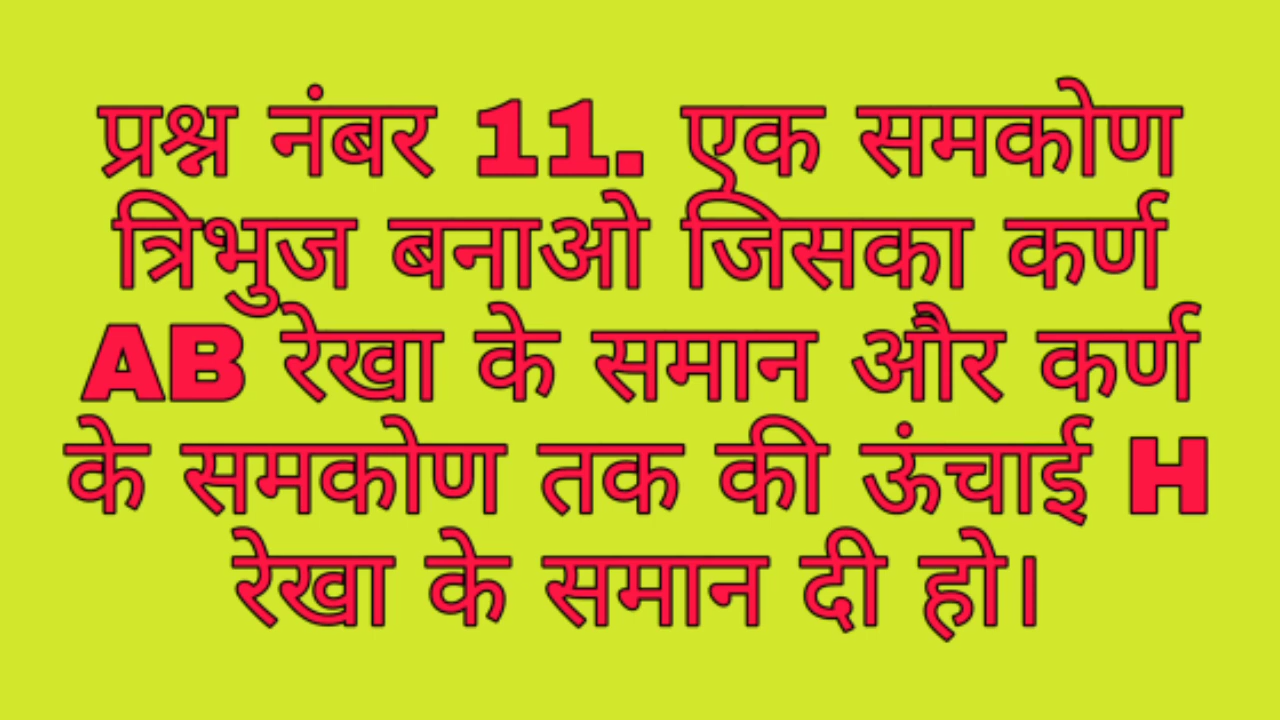 प्रश्न नंबर 11. एक समकोण
त्रिभुज बनाओ जिसका कर्ण
AB रेखा के समान और कर्ण
के समकोण तक की ऊंचाई H
रेखा के समान दी हो।